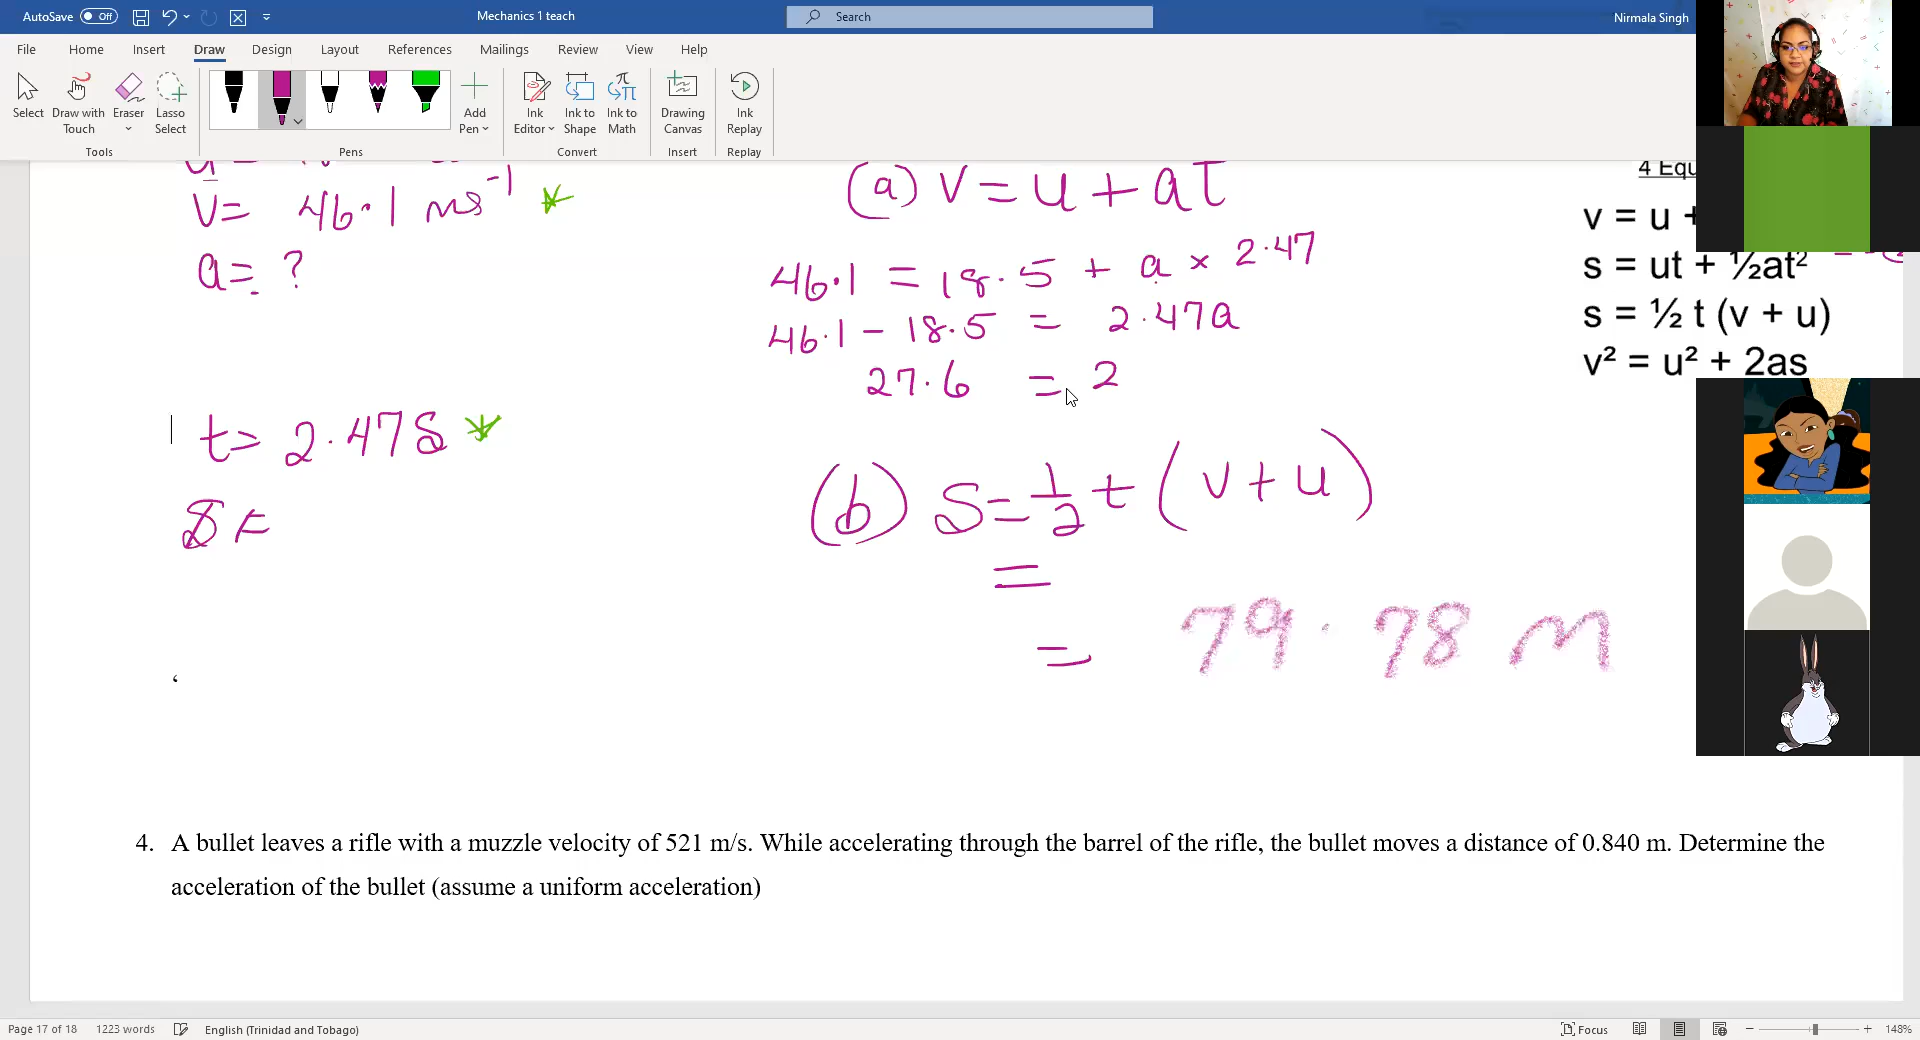 AutoSave Off Mechanics 1 teach Search Nirmala Singh
File Home Insert Draw Design Layout References Mailings Review View Help
Select Draw with Touch Eraser Lasso Select Add Pen Ink Editor Ink to Shape Ink to Math Drawing Canvas Ink Replay
Tools Pens Convert Insert Replay
v= 46.1 ms⁻¹
a= ?
t= 2.47s
s =
(a) v = u + at
46.1 = 18.5 + a × 2.47
46.1 - 18.5 = 2.47a
27.6 = 2
(b) s = 1/2 t (v + u)
=
= 79.78 m
4 Equ
v = u +
s = ut + ½at²
s = ½ t (v + u)
v² = u² + 2as
4. A bullet leaves a rifle with a muzzle velocity of 521 m/s. While accelerating through the barrel of the rifle, the bullet moves a distance of 0.840 m. Determine the
acceleration of the bullet (assume a uniform acceleration)
Page 17 of 18 1223 words English (Trinidad and Tobago) Focus 148%